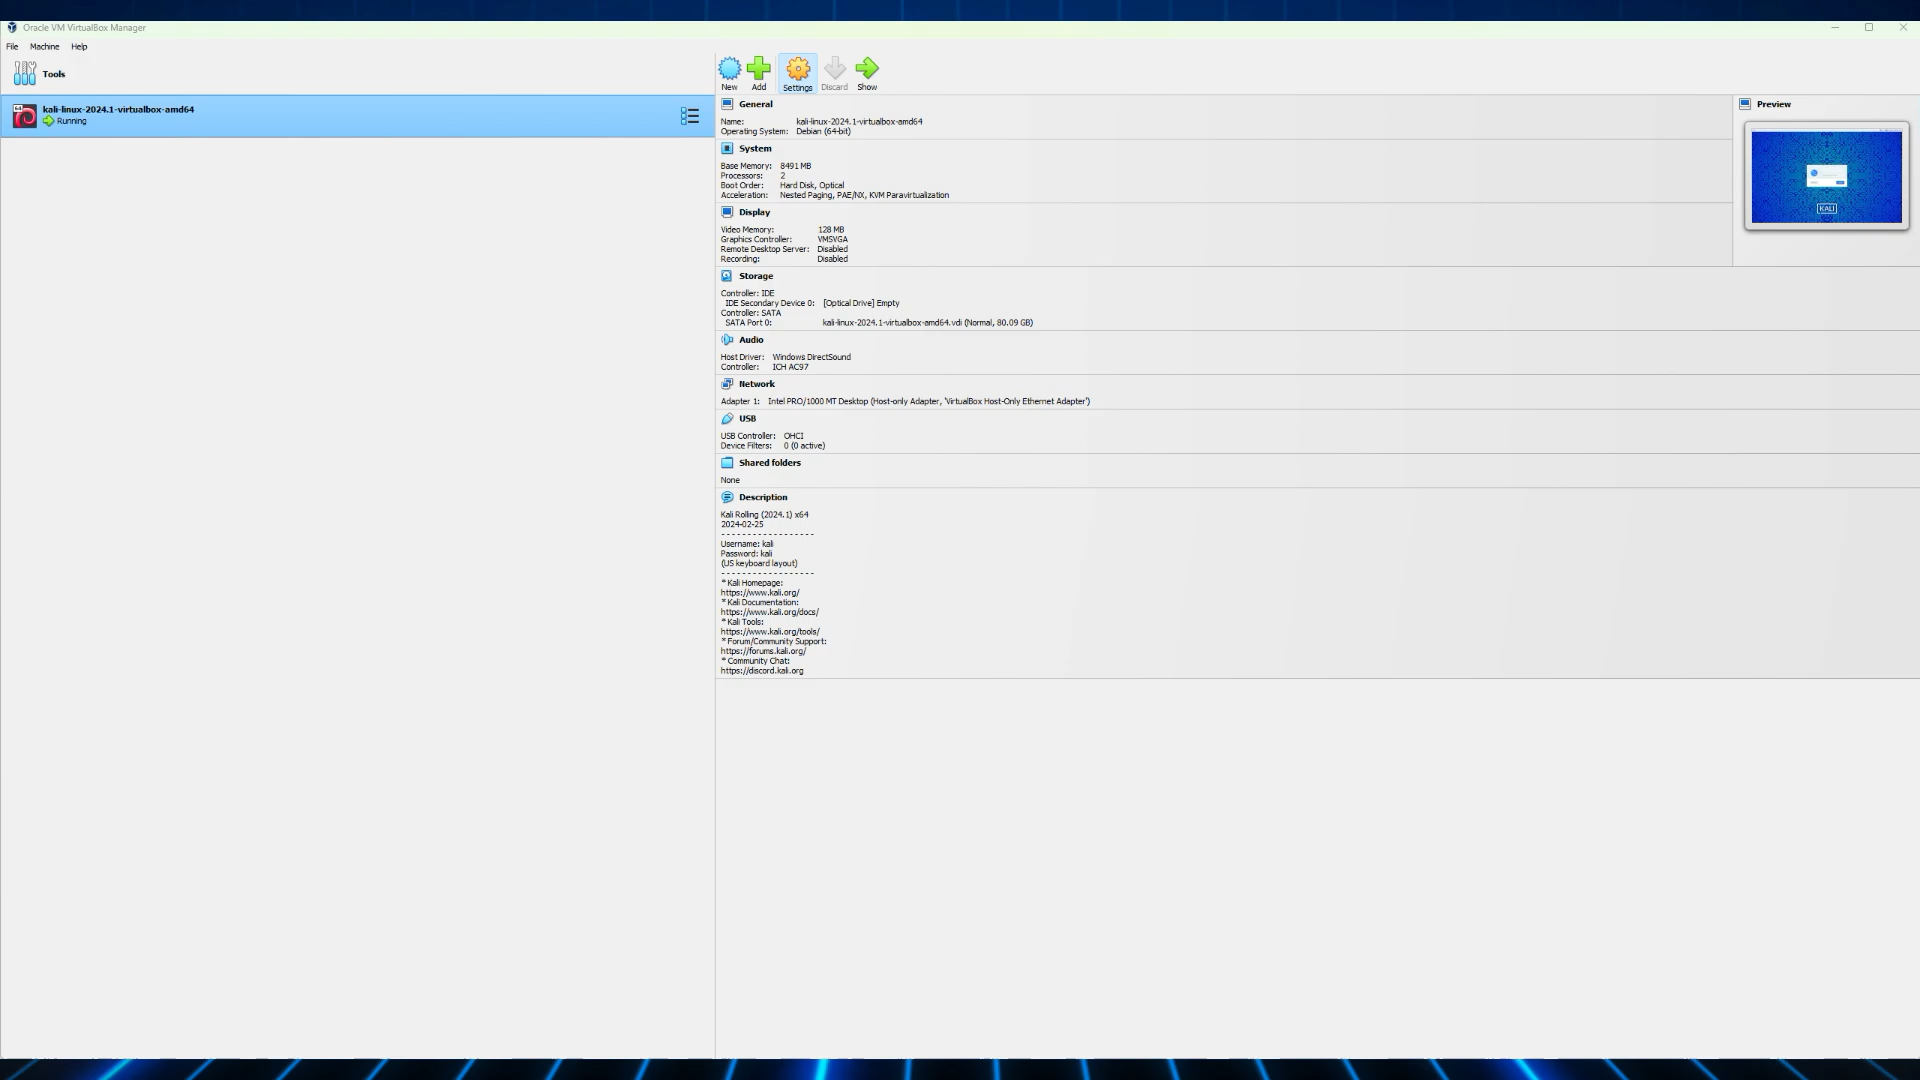 Oracle VM VirtualBox Manager
File Machine Help
Tools
New Add Settings Discard Show
64
kali-linux-2024.1-virtualbox-amd64
Running
General
Name: kali-linux-2024.1-virtualbox-amd64
Operating System: Debian (64-bit)
System
Base Memory: 8491 MB
Processors: 2
Boot Order: Hard Disk, Optical
Acceleration: Nested Paging, PAE/NX, KVM Paravirtualization
Display
Video Memory: 128 MB
Graphics Controller: VMSVGA
Remote Desktop Server: Disabled
Recording: Disabled
Preview
KALI
Storage
Controller: IDE
IDE Secondary Device 0: [Optical Drive] Empty
Controller: SATA
SATA Port 0: kali-linux-2024.1-virtualbox-amd64.vdi (Normal, 80.09 GB)
Audio
Host Driver: Windows DirectSound
Controller: ICH AC97
Network
Adapter 1: Intel PRO/1000 MT Desktop (Host-only Adapter, 'VirtualBox Host-Only Ethernet Adapter')
USB
USB Controller: OHCI
Device Filters: 0 (0 active)
Shared folders
None
Description
Kali Rolling (2024.1) x64
2024-02-25
- - - - - - - - - - - - - - - - - -
Username: kali
Password: kali
(US keyboard layout)
- - - - - - - - - - - - - - - - - -
* Kali Homepage:
https://www.kali.org/
* Kali Documentation:
https://www.kali.org/docs/
* Kali Tools:
https://www.kali.org/tools/
* Forum/Community Support:
https://forums.kali.org/
* Community Chat:
https://discord.kali.org